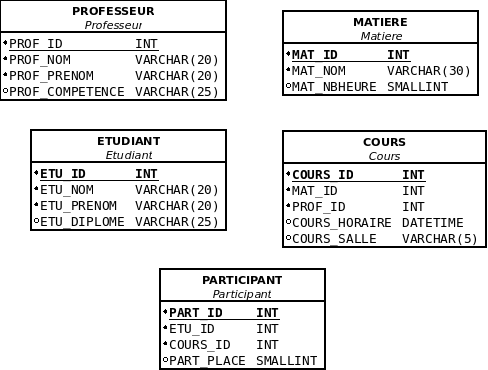 PROFESSEUR
Professeur
PROF_ID INT
PROF_NOM VARCHAR(20)
PROF_PRENOM VARCHAR(20)
PROF_COMPETENCE VARCHAR(25)
MATIERE
Matiere
MAT_ID INT
MAT_NOM VARCHAR(30)
MAT_NBHEURE SMALLINT
ETUDIANT
Etudiant
ETU_ID INT
ETU_NOM VARCHAR(20)
ETU_PRENOM VARCHAR(20)
ETU_DIPLOME VARCHAR(25)
COURS
Cours
COURS_ID INT
MAT_ID INT
PROF_ID INT
COURS_HORAIRE DATETIME
COURS_SALLE VARCHAR(5)
PARTICIPANT
Participant
PART_ID INT
ETU_ID INT
COURS_ID INT
PART_PLACE SMALLINT